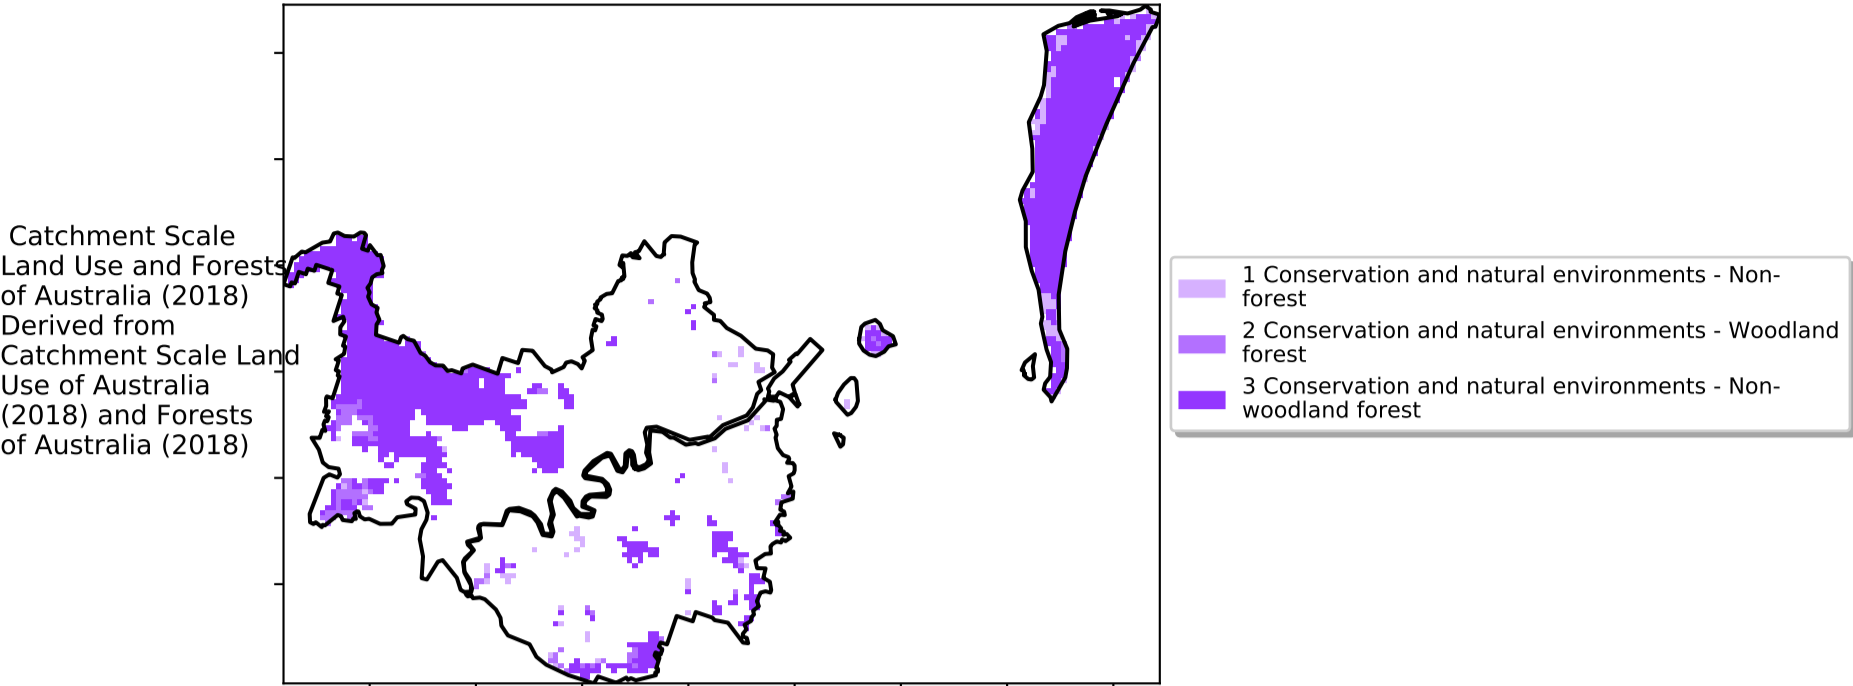 Catchment Scale
Land Use and Forests
of Australia (2018)
Derived from
Catchment Scale Land
Use of Australia
(2018) and Forests
of Australia (2018)
1 Conservation and natural environments - Non-
forest
2 Conservation and natural environments - Woodland
forest
3 Conservation and natural environments - Non-
woodland forest